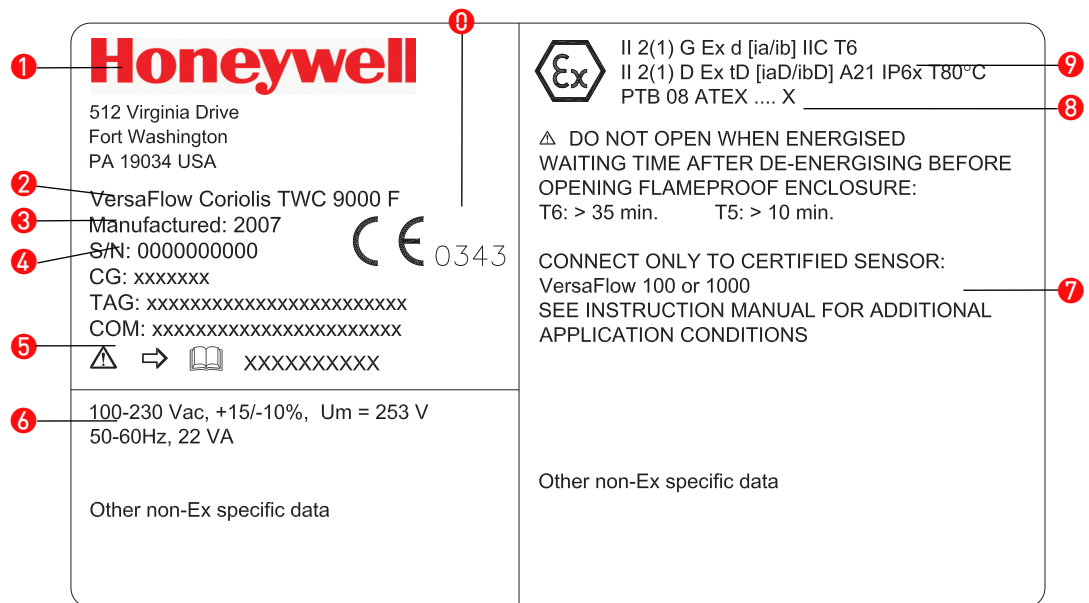 0
1
Honeywell
512 Virginia Drive
Fort Washington
PA 19034 USA
2
VersaFlow Coriolis TWC 9000 F
3
Manufactured: 2007
4
S/N: 0000000000
CE 0343
CG: xxxxxxx
TAG: xxxxxxxxxxxxxxxxxxxxxxxx
COM: xxxxxxxxxxxxxxxxxxxxxxx
5
xxxxxxxxxx
6
100-230 Vac, +15/-10%, Um = 253 V
50-60Hz, 22 VA
Other non-Ex specific data
Ex
II 2(1) G Ex d [ia/ib] IIC T6
II 2(1) D Ex tD [iaD/ibD] A21 IP6x T80°C
9
PTB 08 ATEX .... X
8
⚠ DO NOT OPEN WHEN ENERGISED
WAITING TIME AFTER DE-ENERGISING BEFORE
OPENING FLAMEPROOF ENCLOSURE:
T6: > 35 min. T5: > 10 min.
CONNECT ONLY TO CERTIFIED SENSOR:
VersaFlow 100 or 1000
7
SEE INSTRUCTION MANUAL FOR ADDITIONAL
APPLICATION CONDITIONS
Other non-Ex specific data